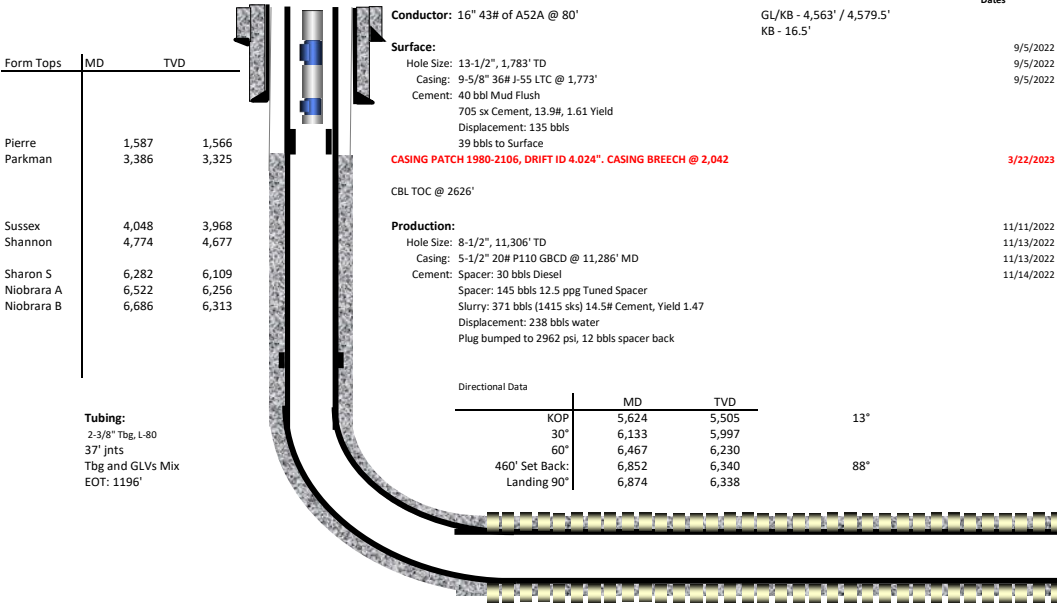 Dates
Conductor: 16" 43# of A52A @ 80' GL/KB - 4,563' / 4,579.5'
KB - 16.5'
Surface: 9/5/2022
Hole Size: 13-1/2", 1,783' TD 9/5/2022
Casing: 9-5/8" 36# J-55 LTC @ 1,773' 9/5/2022
Cement: 40 bbl Mud Flush
705 sx Cement, 13.9#, 1.61 Yield
Displacement: 135 bbls
39 bbls to Surface
CASING PATCH 1980-2106, DRIFT ID 4.024". CASING BREECH @ 2,042 3/22/2023
CBL TOC @ 2626'
Production: 11/11/2022
Hole Size: 8-1/2", 11,306' TD 11/13/2022
Casing: 5-1/2" 20# P110 GBCD @ 11,286' MD 11/13/2022
Cement: Spacer: 30 bbls Diesel 11/14/2022
Spacer: 145 bbls 12.5 ppg Tuned Spacer
Slurry: 371 bbls (1415 sks) 14.5# Cement, Yield 1.47
Displacement: 238 bbls water
Plug bumped to 2962 psi, 12 bbls spacer back
Form Tops MD TVD
Pierre 1,587 1,566
Parkman 3,386 3,325
Sussex 4,048 3,968
Shannon 4,774 4,677
Sharon S 6,282 6,109
Niobrara A 6,522 6,256
Niobrara B 6,686 6,313
Tubing:
2-3/8" Tbg, L-80
37' jnts
Tbg and GLVs Mix
EOT: 1196'
Directional Data
MD TVD
KOP 5,624 5,505 13°
30° 6,133 5,997
60° 6,467 6,230
460' Set Back: 6,852 6,340 88°
Landing 90° 6,874 6,338